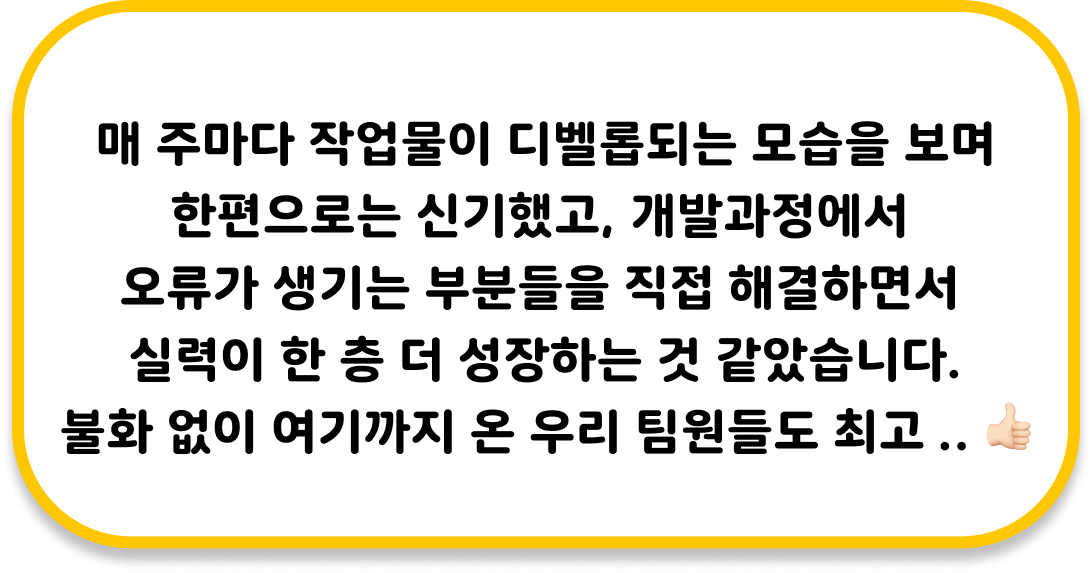 매 주마다 작업물이 디벨롭되는 모습을 보며
한편으로는 신기했고, 개발과정에서
오류가 생기는 부분들을 직접 해결하면서
실력이 한 층 더 성장하는 것 같았습니다.
불화 없이 여기까지 온 우리 팀원들도 최고 .. 👍🏻